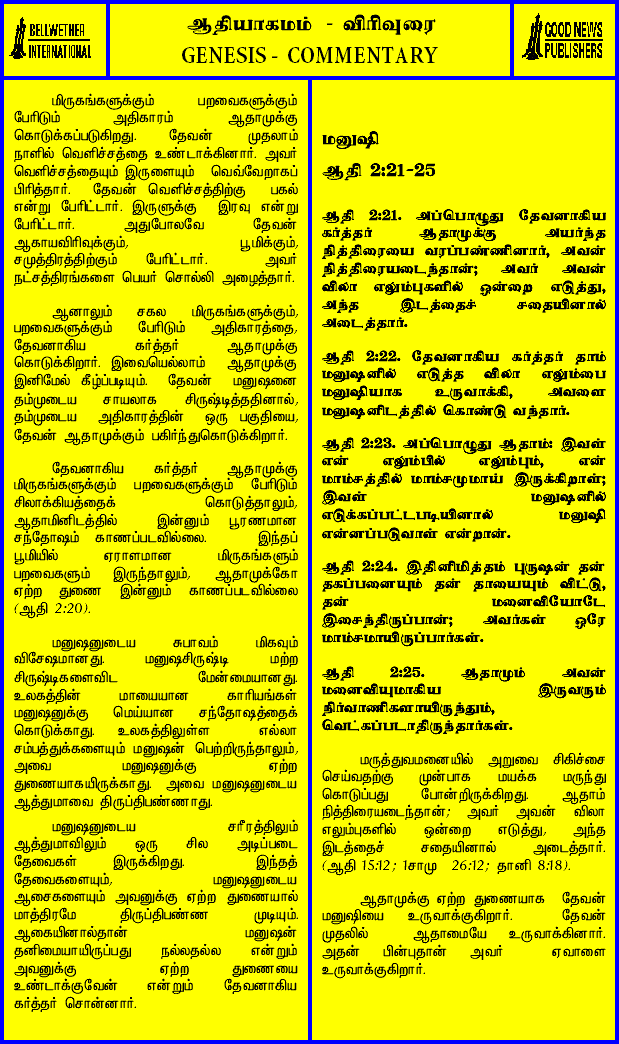 BELLWETHER
INTERNATIONAL
ஆதியாகமம் - விரிவுரை
GENESIS - COMMENTARY
GOOD NEWS
PUBLISHERS
மிருகங்களுக்கும் பறவைகளுக்கும்
பேரிடும் அதிகாரம் ஆதாமுக்கு
கொடுக்கப்படுகிறது. தேவன் முதலாம்
நாளில் வெளிச்சத்தை உண்டாக்கினார். அவர்
வெளிச்சத்தையும் இருளையும் வெவ்வேறாகப்
பிரித்தார். தேவன் வெளிச்சத்திற்கு பகல்
என்று பேரிட்டார். இருளுக்கு இரவு என்று
பேரிட்டார். அதுபோலவே தேவன்
ஆகாயவிரிவுக்கும், பூமிக்கும்,
சமுத்திரத்திற்கும் பேரிட்டார். அவர்
நட்சத்திரங்களை பெயர் சொல்லி அழைத்தார்.
ஆனாலும் சகல மிருகங்களுக்கும்,
பறவைகளுக்கும் பேரிடும் அதிகாரத்தை,
தேவனாகிய கர்த்தர் ஆதாமுக்கு
கொடுக்கிறார். இவையெல்லாம் ஆதாமுக்கு
இனிமேல் கீழ்ப்படியும். தேவன் மனுஷனை
தம்முடைய சாயலாக சிருஷ்டித்ததினால்,
தம்முடைய அதிகாரத்தின் ஒரு பகுதியை,
தேவன் ஆதாமுக்கும் பகிர்ந்துகொடுக்கிறார்.
தேவனாகிய கர்த்தர் ஆதாமுக்கு
மிருகங்களுக்கும் பறவைகளுக்கும் பேரிடும்
சிலாக்கியத்தைக் கொடுத்தாலும்,
ஆதாமினிடத்தில் இன்னும் பூரணமான
சந்தோஷம் காணப்படவில்லை. இந்தப்
பூமியில் ஏராளமான மிருகங்களும்
பறவைகளும் இருந்தாலும், ஆதாமுக்கோ
ஏற்ற துணை இன்னும் காணப்படவில்லை
(ஆதி 2:20).
மனுஷனுடைய சுபாவம் மிகவும்
விசேஷமானது. மனுஷசிருஷ்டி மற்ற
சிருஷ்டிகளைவிட மேன்மையானது.
உலகத்தின் மாயையான காரியங்கள்
மனுஷனுக்கு மெய்யான சந்தோஷத்தைக்
கொடுக்காது. உலகத்திலுள்ள எல்லா
சம்பத்துக்களையும் மனுஷன் பெற்றிருந்தாலும்,
அவை மனுஷனுக்கு ஏற்ற
துணையாகயிருக்காது. அவை மனுஷனுடைய
ஆத்துமாவை திருப்திபண்ணாது.
மனுஷனுடைய சரீரத்திலும்
ஆத்துமாவிலும் ஒரு சில அடிப்படை
தேவைகள் இருக்கிறது. இந்தத்
தேவைகளையும், மனுஷனுடைய
ஆசைகளையும் அவனுக்கு ஏற்ற துணையால்
மாத்திரமே திருப்திபண்ண முடியும்.
ஆகையினால்தான் மனுஷன்
தனிமையாயிருப்பது நல்லதல்ல என்றும்
அவனுக்கு ஏற்ற துணையை
உண்டாக்குவேன் என்றும் தேவனாகிய
கர்த்தர் சொன்னார்.
மனுஷி
ஆதி 2:21-25
ஆதி 2:21. அப்பொழுது தேவனாகிய
கர்த்தர் ஆதாமுக்கு அயர்ந்த
நித்திரையை வரப்பண்ணினார், அவன்
நித்திரையடைந்தான்; அவர் அவன்
விலா எலும்புகளில் ஒன்றை எடுத்து,
அந்த இடத்தைச் சதையினால்
அடைத்தார்.
ஆதி 2:22. தேவனாகிய கர்த்தர் தாம்
மனுஷனில் எடுத்த விலா எலும்பை
மனுஷியாக உருவாக்கி, அவளை
மனுஷனிடத்தில் கொண்டு வந்தார்.
ஆதி 2:23. அப்பொழுது ஆதாம்: இவள்
என் எலும்பில் எலும்பும், என்
மாம்சத்தில் மாம்சமுமாய் இருக்கிறாள்;
இவள் மனுஷனில்
எடுக்கப்பட்டபடியினால் மனுஷி
என்னப்படுவாள் என்றான்.
ஆதி 2:24. இதினிமித்தம் புருஷன் தன்
தகப்பனையும் தன் தாயையும் விட்டு,
தன் மனைவியோடே
இசைந்திருப்பான்; அவர்கள் ஒரே
மாம்சமாயிருப்பார்கள்.
ஆதி 2:25. ஆதாமும் அவன்
மனைவியுமாகிய இருவரும்
நிர்வாணிகளாயிருந்தும்,
வெட்கப்படாதிருந்தார்கள்.
மருத்துவமனையில் அறுவை சிகிச்சை
செய்வதற்கு முன்பாக மயக்க மருந்து
கொடுப்பது போன்றிருக்கிறது. ஆதாம்
நித்திரையடைந்தான்; அவர் அவன் விலா
எலும்புகளில் ஒன்றை எடுத்து, அந்த
இடத்தைச் சதையினால் அடைத்தார்.
(ஆதி 15:12; 1சாமு 26:12; தானி 8:18).
ஆதாமுக்கு ஏற்ற துணையாக தேவன்
மனுஷியை உருவாக்குகிறார். தேவன்
முதலில் ஆதாமையே உருவாக்கினார்.
அதன் பின்புதான் அவர் ஏவாளை
உருவாக்குகிறார்.